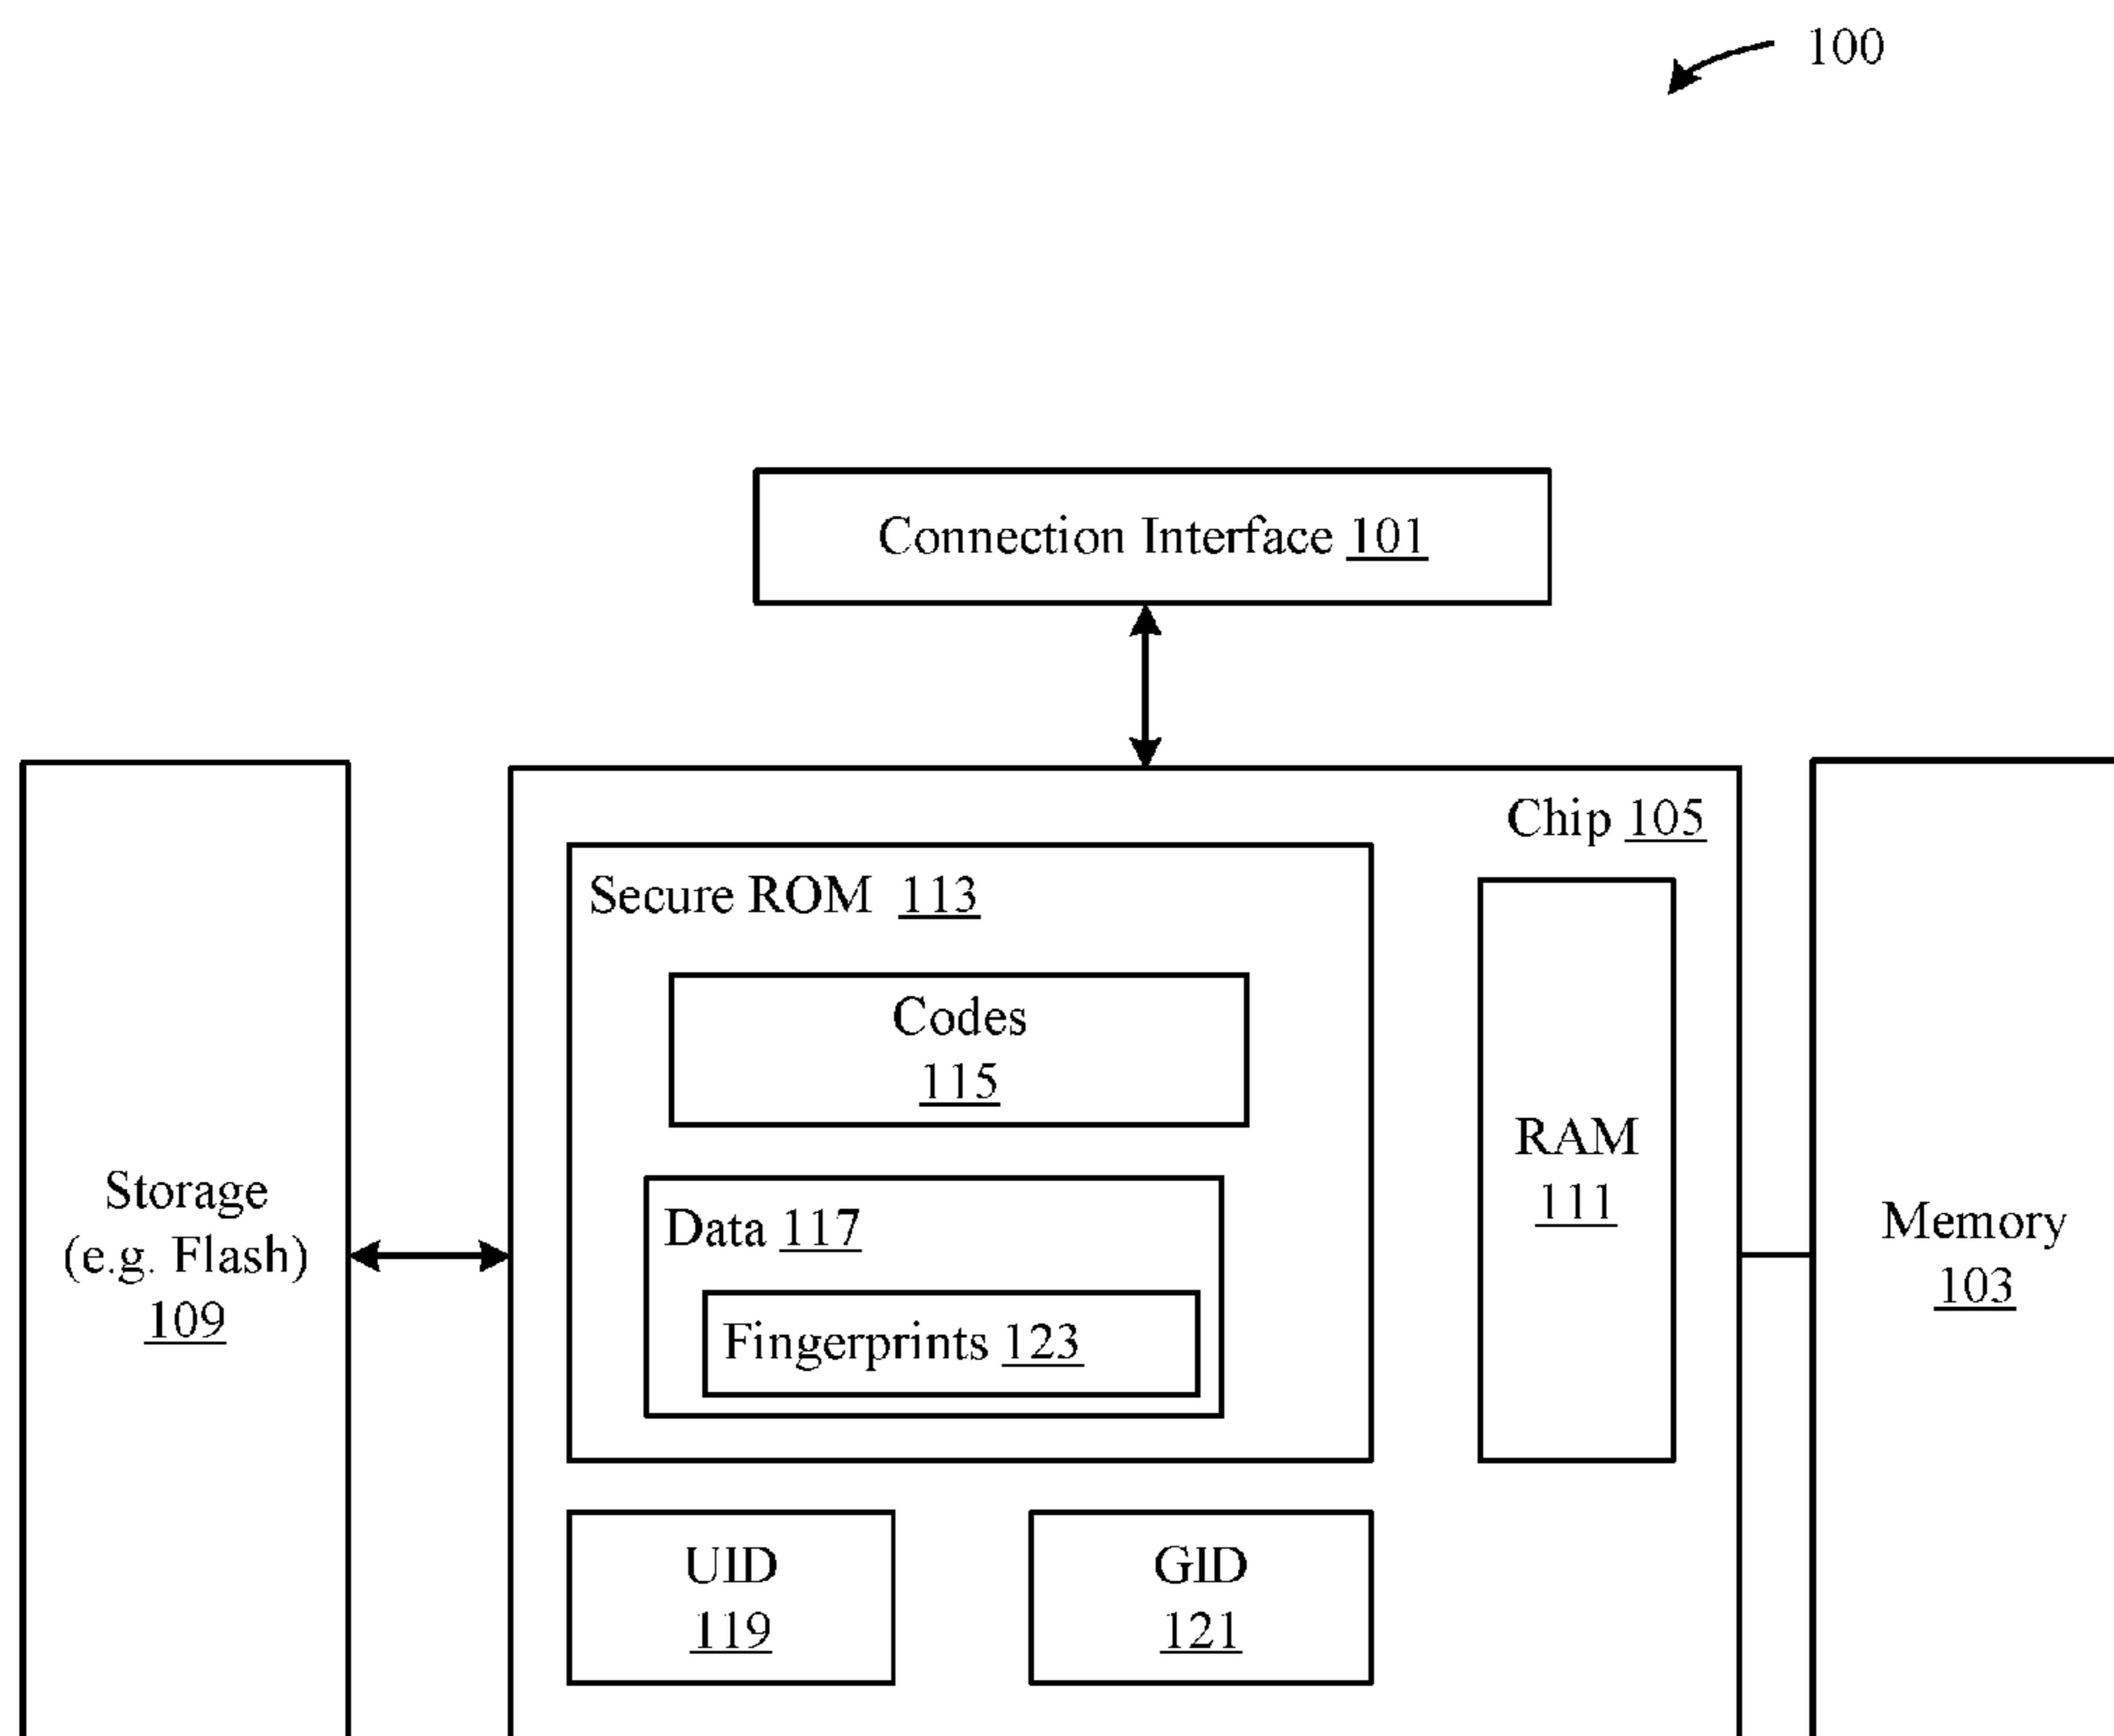 100
Connection Interface 101
Chip 105
Secure ROM 113
Codes
115
Data 117
Fingerprints 123
RAM
111
Storage
(e.g. Flash)
109
Memory
103
UID
119
GID
121